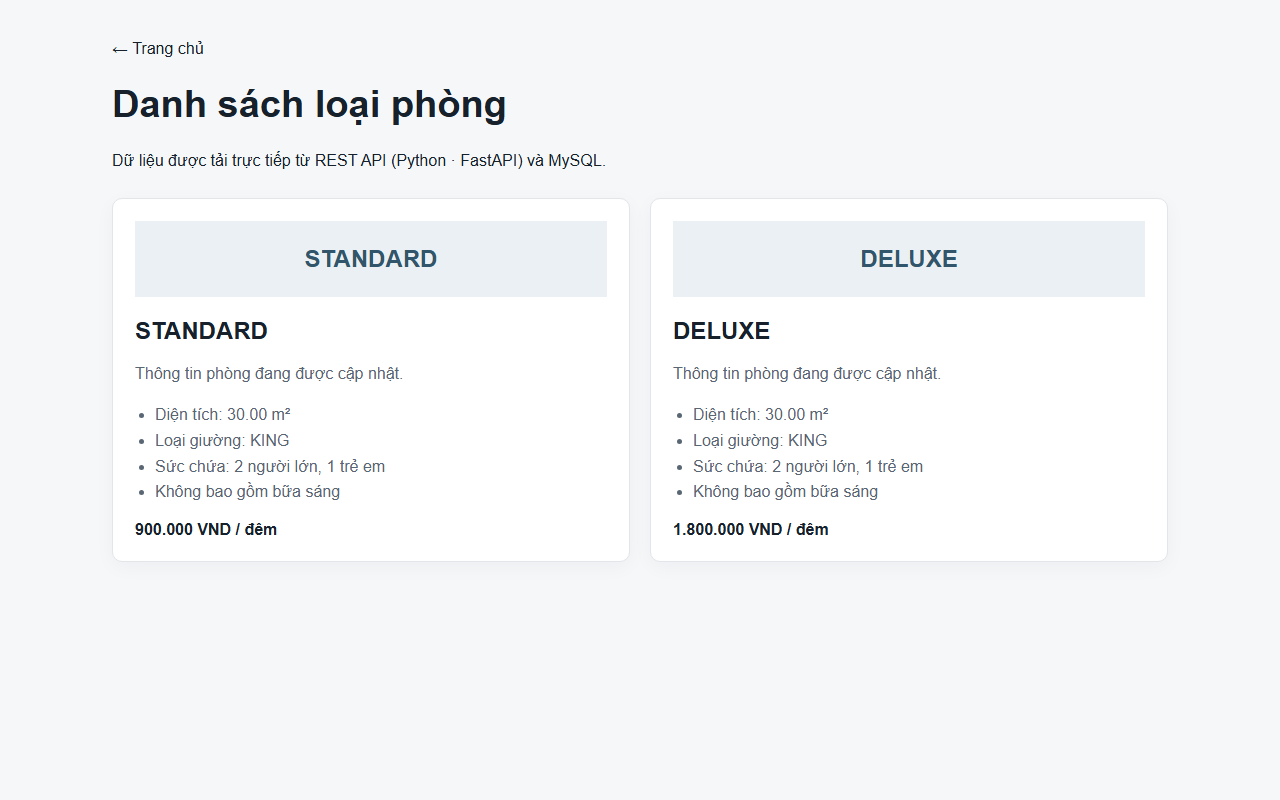 ← Trang chủ
Danh sách loại phòng
Dữ liệu được tải trực tiếp từ REST API (Python · FastAPI) và MySQL.
STANDARD
STANDARD
Thông tin phòng đang được cập nhật.
• Diện tích: 30.00 m²
• Loại giường: KING
• Sức chứa: 2 người lớn, 1 trẻ em
• Không bao gồm bữa sáng
900.000 VND / đêm
DELUXE
DELUXE
Thông tin phòng đang được cập nhật.
• Diện tích: 30.00 m²
• Loại giường: KING
• Sức chứa: 2 người lớn, 1 trẻ em
• Không bao gồm bữa sáng
1.800.000 VND / đêm